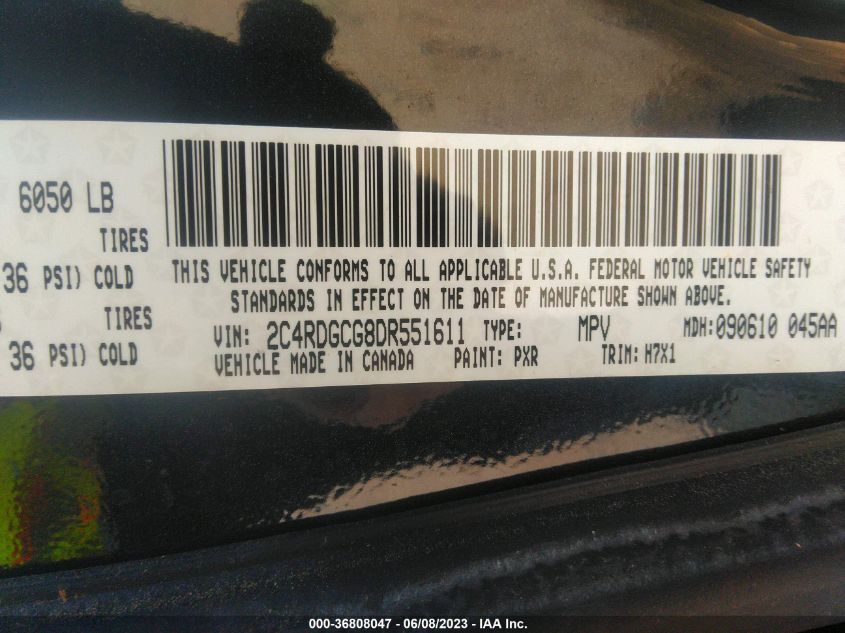 6050 LB
TIRES
36 PSI) COLD
TIRES
36 PSI) COLD
THIS VEHICLE CONFORMS TO ALL APPLICABLE U.S.A. FEDERAL MOTOR VEHICLE SAFETY
STANDARDS IN EFFECT ON THE DATE OF MANUFACTURE SHOWN ABOVE.
VIN: 2C4RDGCG8DR551611 TYPE: MPV MDH:090610 045AA
VEHICLE MADE IN CANADA PAINT: PXR TRIM: H7X1
000-36808047 - 06/08/2023 - IAA Inc.